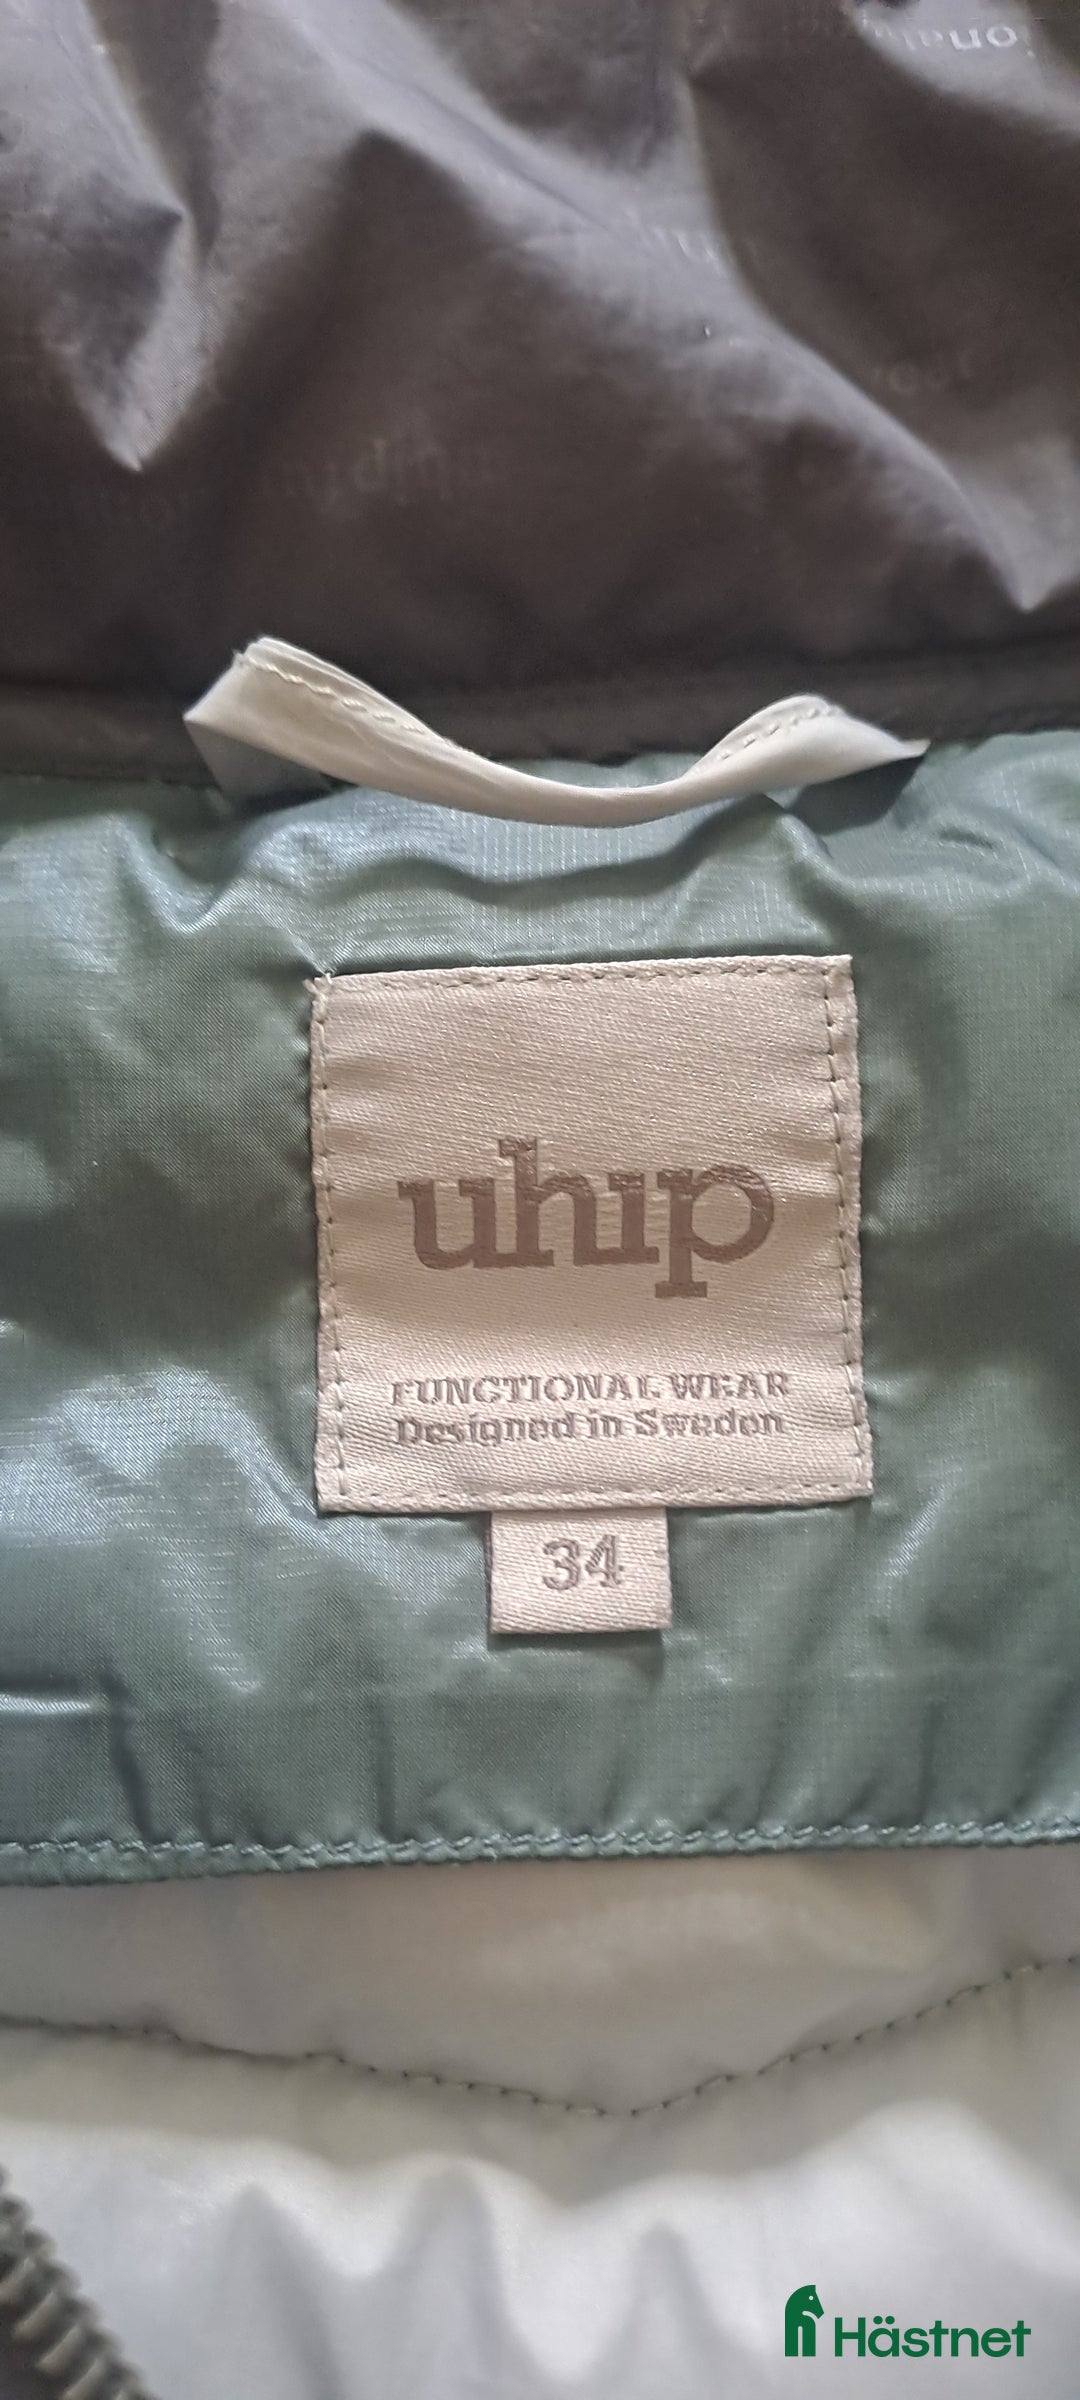 uhip
FUNCTIONAL WEAR
Designed in Sweden
34
Hästnet